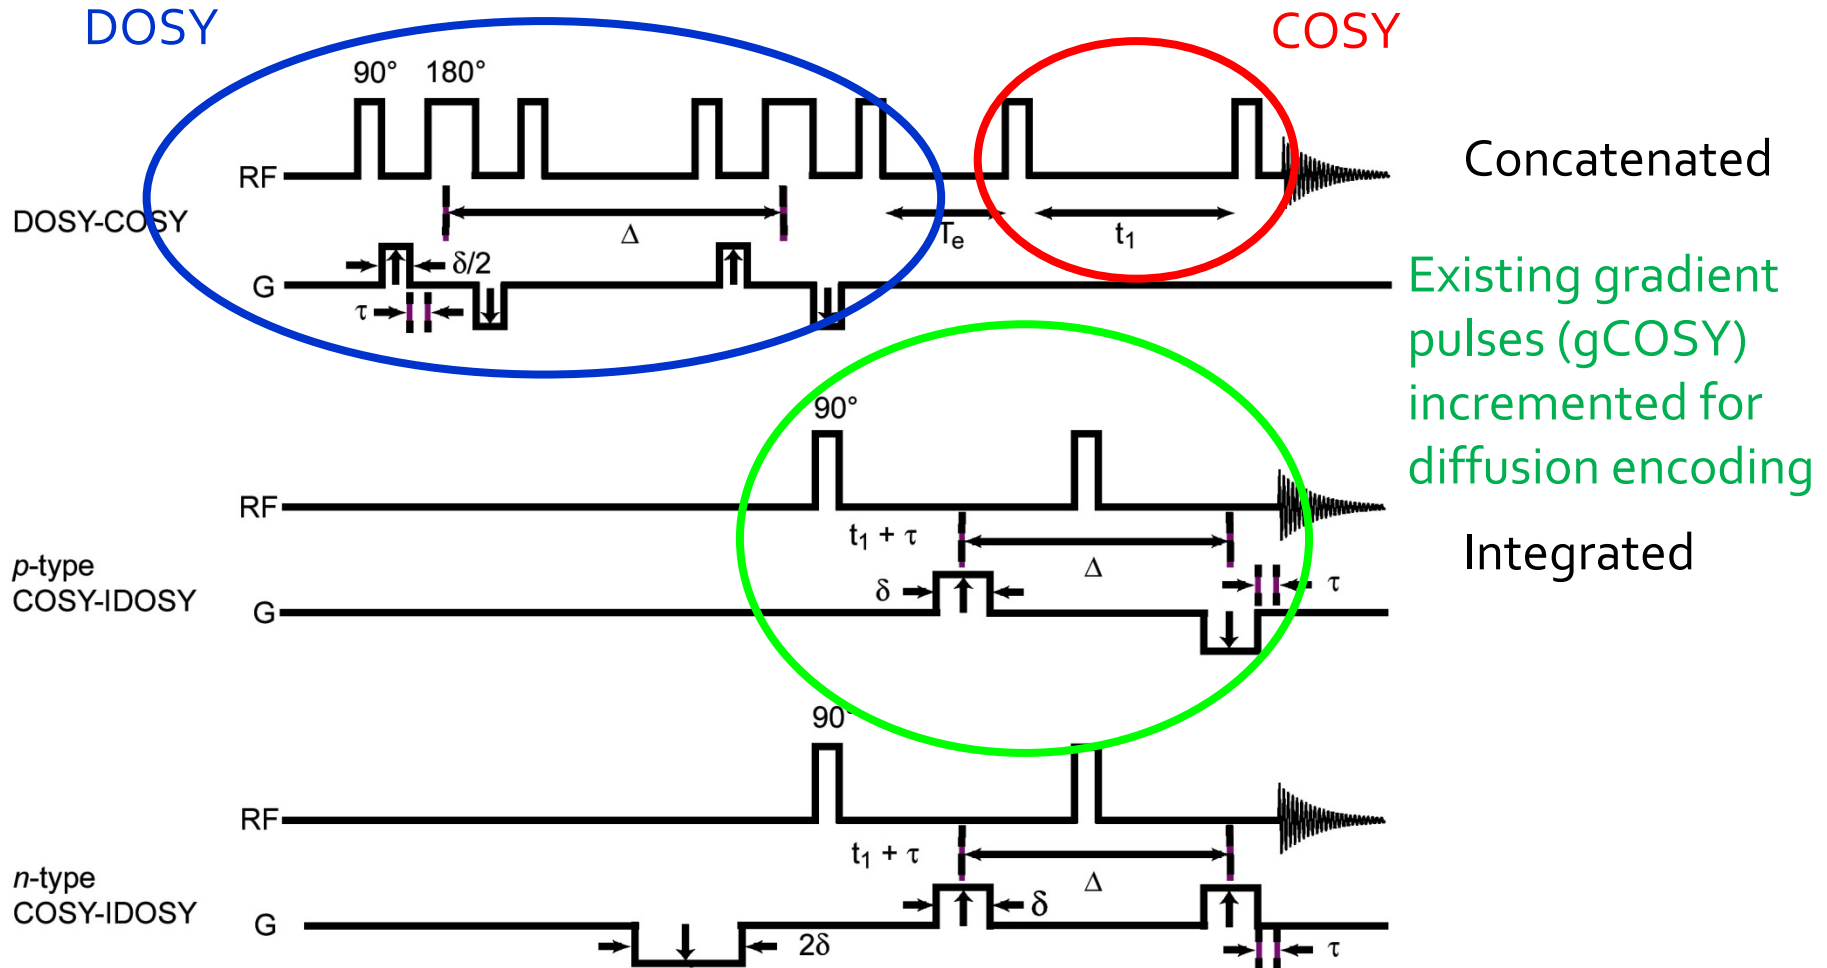 DOSY
COSY
90° 180°
RF
Concatenated
DOSY-COSY
Δ
Te
t1
δ/2
G
τ
Existing gradient
pulses (gCOSY)
incremented for
diffusion encoding
90°
RF
t1 + τ
Δ
Integrated
p-type
COSY-IDOSY
δ
τ
G
90°
RF
t1 + τ
Δ
n-type
COSY-IDOSY
δ
G
2δ
τ